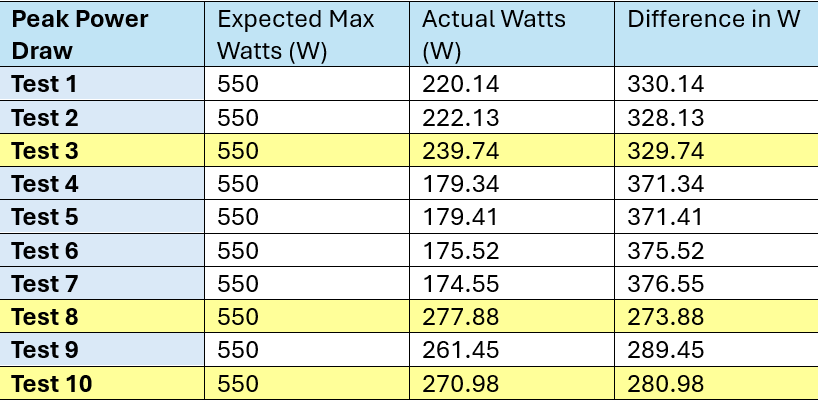 Peak Power Draw Expected Max Watts (W) Actual Watts (W) Difference in W
Test 1 550 220.14 330.14
Test 2 550 222.13 328.13
Test 3 550 239.74 329.74
Test 4 550 179.34 371.34
Test 5 550 179.41 371.41
Test 6 550 175.52 375.52
Test 7 550 174.55 376.55
Test 8 550 277.88 273.88
Test 9 550 261.45 289.45
Test 10 550 270.98 280.98